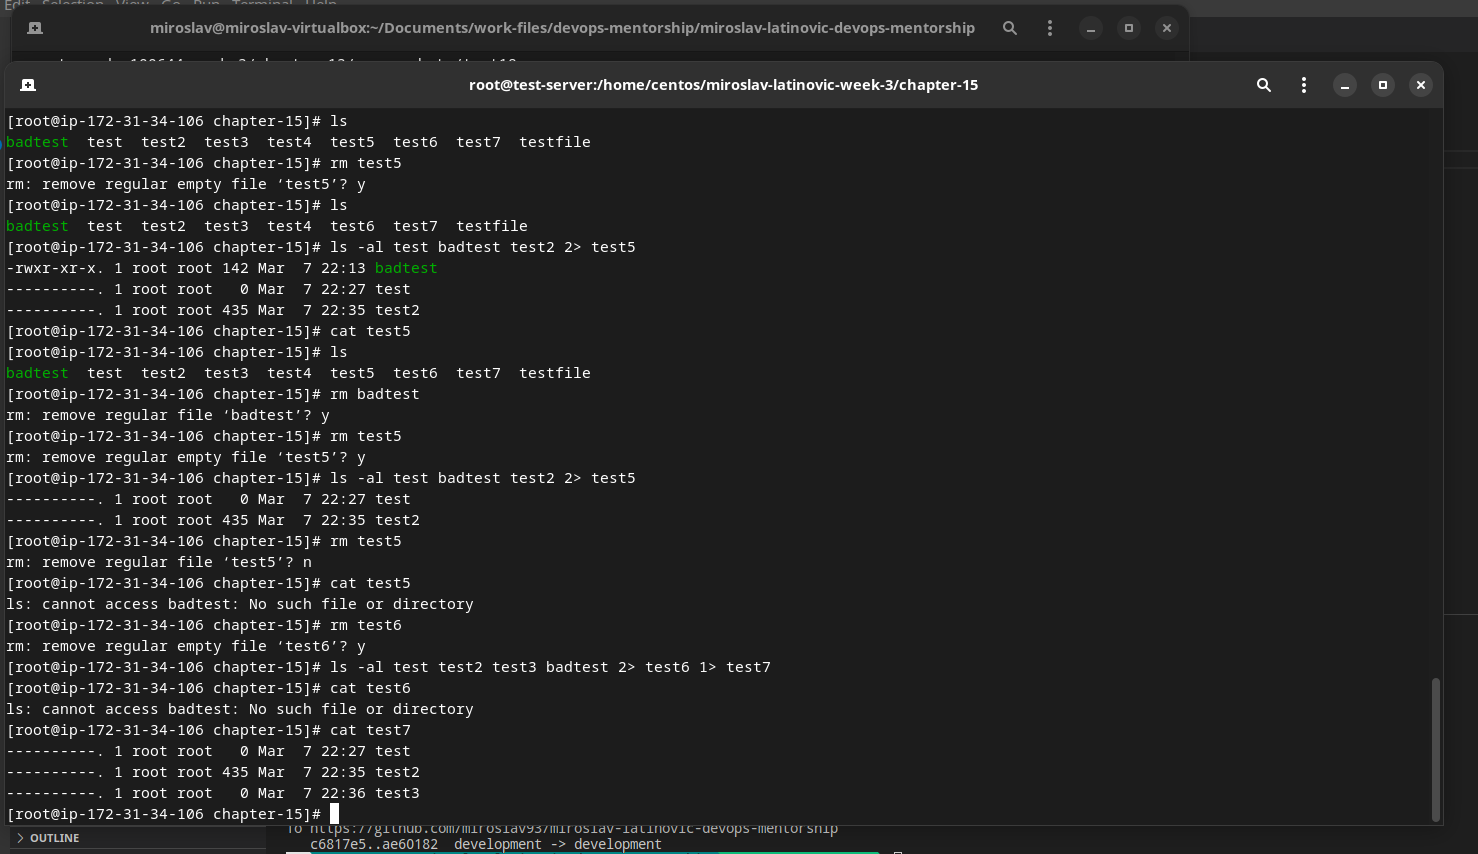 Edit Selection View Go Run Terminal Help
miroslav@miroslav-virtualbox:~/Documents/work-files/devops-mentorship/miroslav-latinovic-devops-mentorship
root@test-server:/home/centos/miroslav-latinovic-week-3/chapter-15
[root@ip-172-31-34-106 chapter-15]# ls
badtest  test  test2  test3  test4  test5  test6  test7  testfile
[root@ip-172-31-34-106 chapter-15]# rm test5
rm: remove regular empty file ‘test5’? y
[root@ip-172-31-34-106 chapter-15]# ls
badtest  test  test2  test3  test4  test6  test7  testfile
[root@ip-172-31-34-106 chapter-15]# ls -al test badtest test2 2> test5
-rwxr-xr-x. 1 root root 142 Mar  7 22:13 badtest
----------. 1 root root   0 Mar  7 22:27 test
----------. 1 root root 435 Mar  7 22:35 test2
[root@ip-172-31-34-106 chapter-15]# cat test5
[root@ip-172-31-34-106 chapter-15]# ls
badtest  test  test2  test3  test4  test5  test6  test7  testfile
[root@ip-172-31-34-106 chapter-15]# rm badtest
rm: remove regular file ‘badtest’? y
[root@ip-172-31-34-106 chapter-15]# rm test5
rm: remove regular empty file ‘test5’? y
[root@ip-172-31-34-106 chapter-15]# ls -al test badtest test2 2> test5
----------. 1 root root   0 Mar  7 22:27 test
----------. 1 root root 435 Mar  7 22:35 test2
[root@ip-172-31-34-106 chapter-15]# rm test5
rm: remove regular file ‘test5’? n
[root@ip-172-31-34-106 chapter-15]# cat test5
ls: cannot access badtest: No such file or directory
[root@ip-172-31-34-106 chapter-15]# rm test6
rm: remove regular empty file ‘test6’? y
[root@ip-172-31-34-106 chapter-15]# ls -al test test2 test3 badtest 2> test6 1> test7
[root@ip-172-31-34-106 chapter-15]# cat test6
ls: cannot access badtest: No such file or directory
[root@ip-172-31-34-106 chapter-15]# cat test7
----------. 1 root root   0 Mar  7 22:27 test
----------. 1 root root 435 Mar  7 22:35 test2
----------. 1 root root   0 Mar  7 22:36 test3
[root@ip-172-31-34-106 chapter-15]#
To https://github.com/miroslav93/miroslav-latinovic-devops-mentorship
OUTLINE
c6817e5..ae60182  development -> development